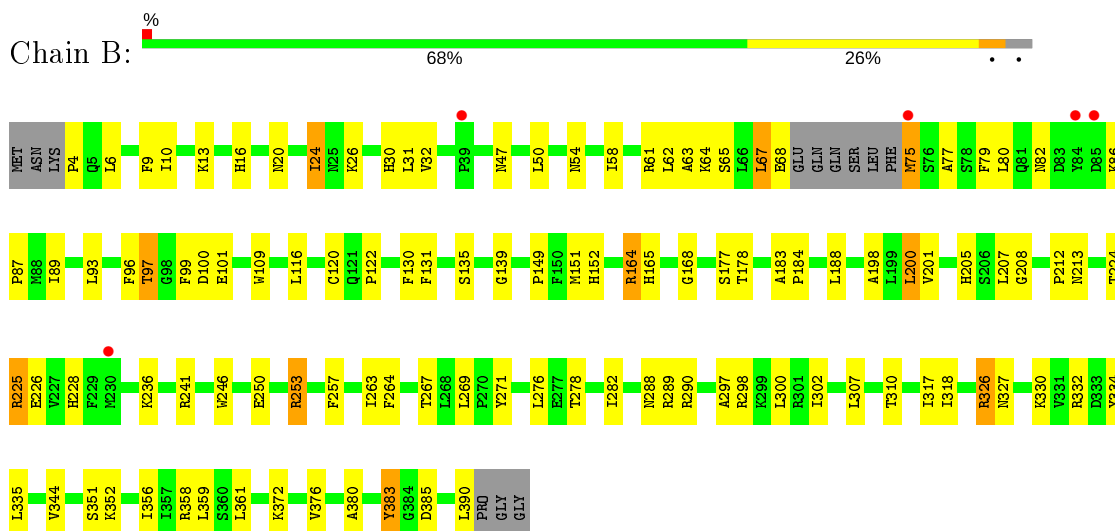 %
Chain B:
68% 26% • •
MET ASN LYS P4 Q5 L6 F9 I10 K13 H16 N20 I24 N25 K26 H30 L31 V32 P39 N47 L50 N54 I58 R61 L62 A63 K64 S65 L66 L67 E68 GLU GLN GLN SER LEU PHE M75 S76 A77 S78 F79 L80 Q81 N82 D83 Y84 D85 K86
P87 M88 I89 L93 F96 T97 G98 F99 D100 E101 W109 L116 C120 Q121 P122 F130 F131 S135 G139 P149 F150 M151 H152 R164 H165 G168 S177 T178 A183 P184 L188 A198 L199 L200 V201 H205 S206 L207 G208 P212 N213 T224
R225 E226 V227 H228 F229 M230 K236 R241 W246 E250 R253 F257 I263 F264 T267 L268 L269 P270 Y271 L276 E277 T278 I282 N288 R289 R290 A297 R298 K299 L300 R301 I302 L307 T310 I317 I318 R326 N327 K330 V331 R332 D333 Y334
L335 V344 S351 K352 I356 I357 R358 L359 S360 L361 K372 V376 A380 Y383 G384 D385 L390 PRO GLY GLY